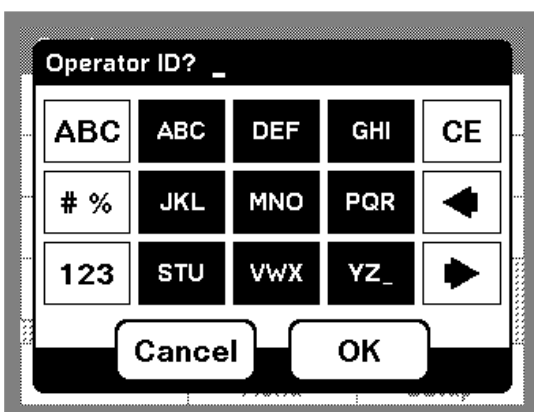 Operator ID? _
ABC ABC DEF GHI CE
# % JKL MNO PQR
123 STU VWX YZ_
Cancel OK